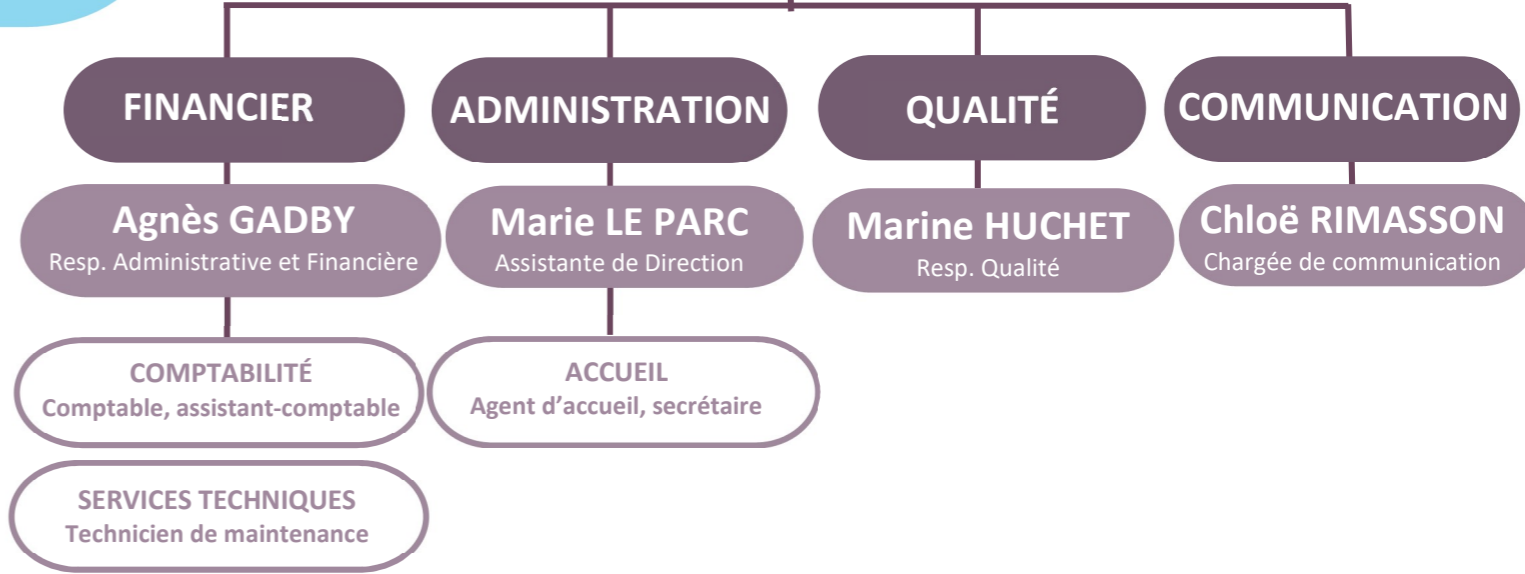 FINANCIER
ADMINISTRATION
QUALITÉ
COMMUNICATION
Agnès GADBY
Resp. Administrative et Financière
Marie LE PARC
Assistante de Direction
Marine HUCHET
Resp. Qualité
Chloë RIMASSON
Chargée de communication
COMPTABILITÉ
Comptable, assistant-comptable
ACCUEIL
Agent d’accueil, secrétaire
SERVICES TECHNIQUES
Technicien de maintenance